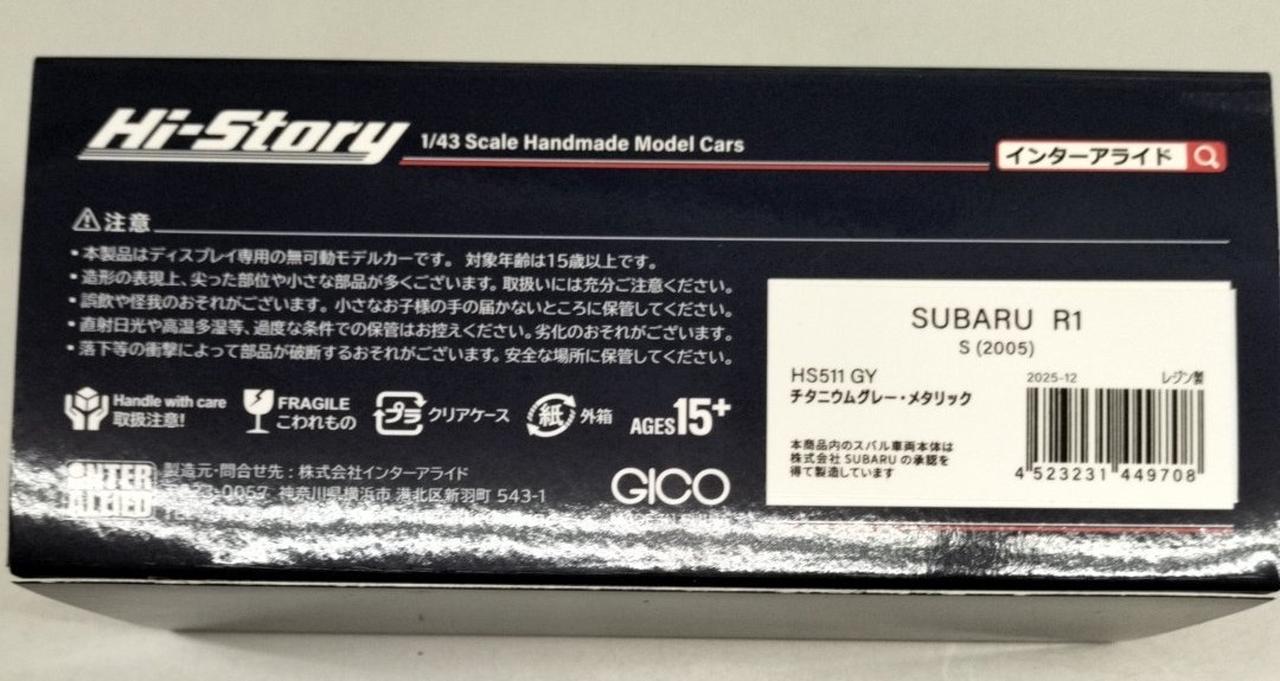 Hi-Story 1/43 Scale Handmade Model Cars
インターアライド
注意
・本製品はディスプレイ専用の無可動モデルカーです。 対象年齢は15歳以上です。
・造形の表現上、尖った部位や小さな部品が多くございます。取扱いには充分ご注意ください。
・誤飲や怪我のおそれがございます。小さなお子様の手の届かないところに保管してください。
・直射日光や高温多湿等、過度な条件での保管はお控えください。劣化のおそれがございます。
・落下等の衝撃によって部品が破断するおそれがございます。安全な場所に保管してください。
Handle with care
取扱注意!
FRAGILE
こわれもの
プラ クリアケース
紙 外箱
AGES15+
INTER
ALLIED
製造元・問合せ先:株式会社インターアライド
神奈川県横浜市 港北区新羽町 543-1
GICO
SUBARU R1
S (2005)
HS511 GY
チタニウムグレー・メタリック
2025-12 レジン製
本商品内のスバル車両本体は
株式会社 SUBARU の承認を
得て製造しています
4 523231 449708